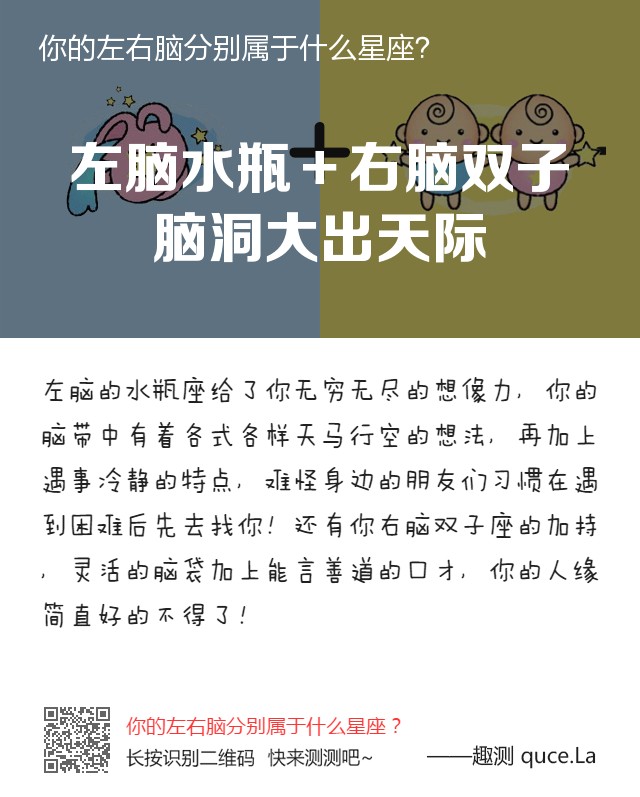 你的左右脑分别属于什么星座?
左脑水瓶+右脑双子
脑洞大出天际
左脑的水瓶座给了你无穷无尽的想像力, 你的
脑带中有着各式各样天马行空的想法, 再加上
遇事冷静的特点, 难怪身边的朋友们习惯在遇
到困难后先去找你! 还有你右脑双子座的加持
, 灵活的脑袋加上能言善道的口才, 你的人缘
简直好的不得了!
你的左右脑分别属于什么星座?
长按识别二维码 快来测测吧~
——趣测 quce.La